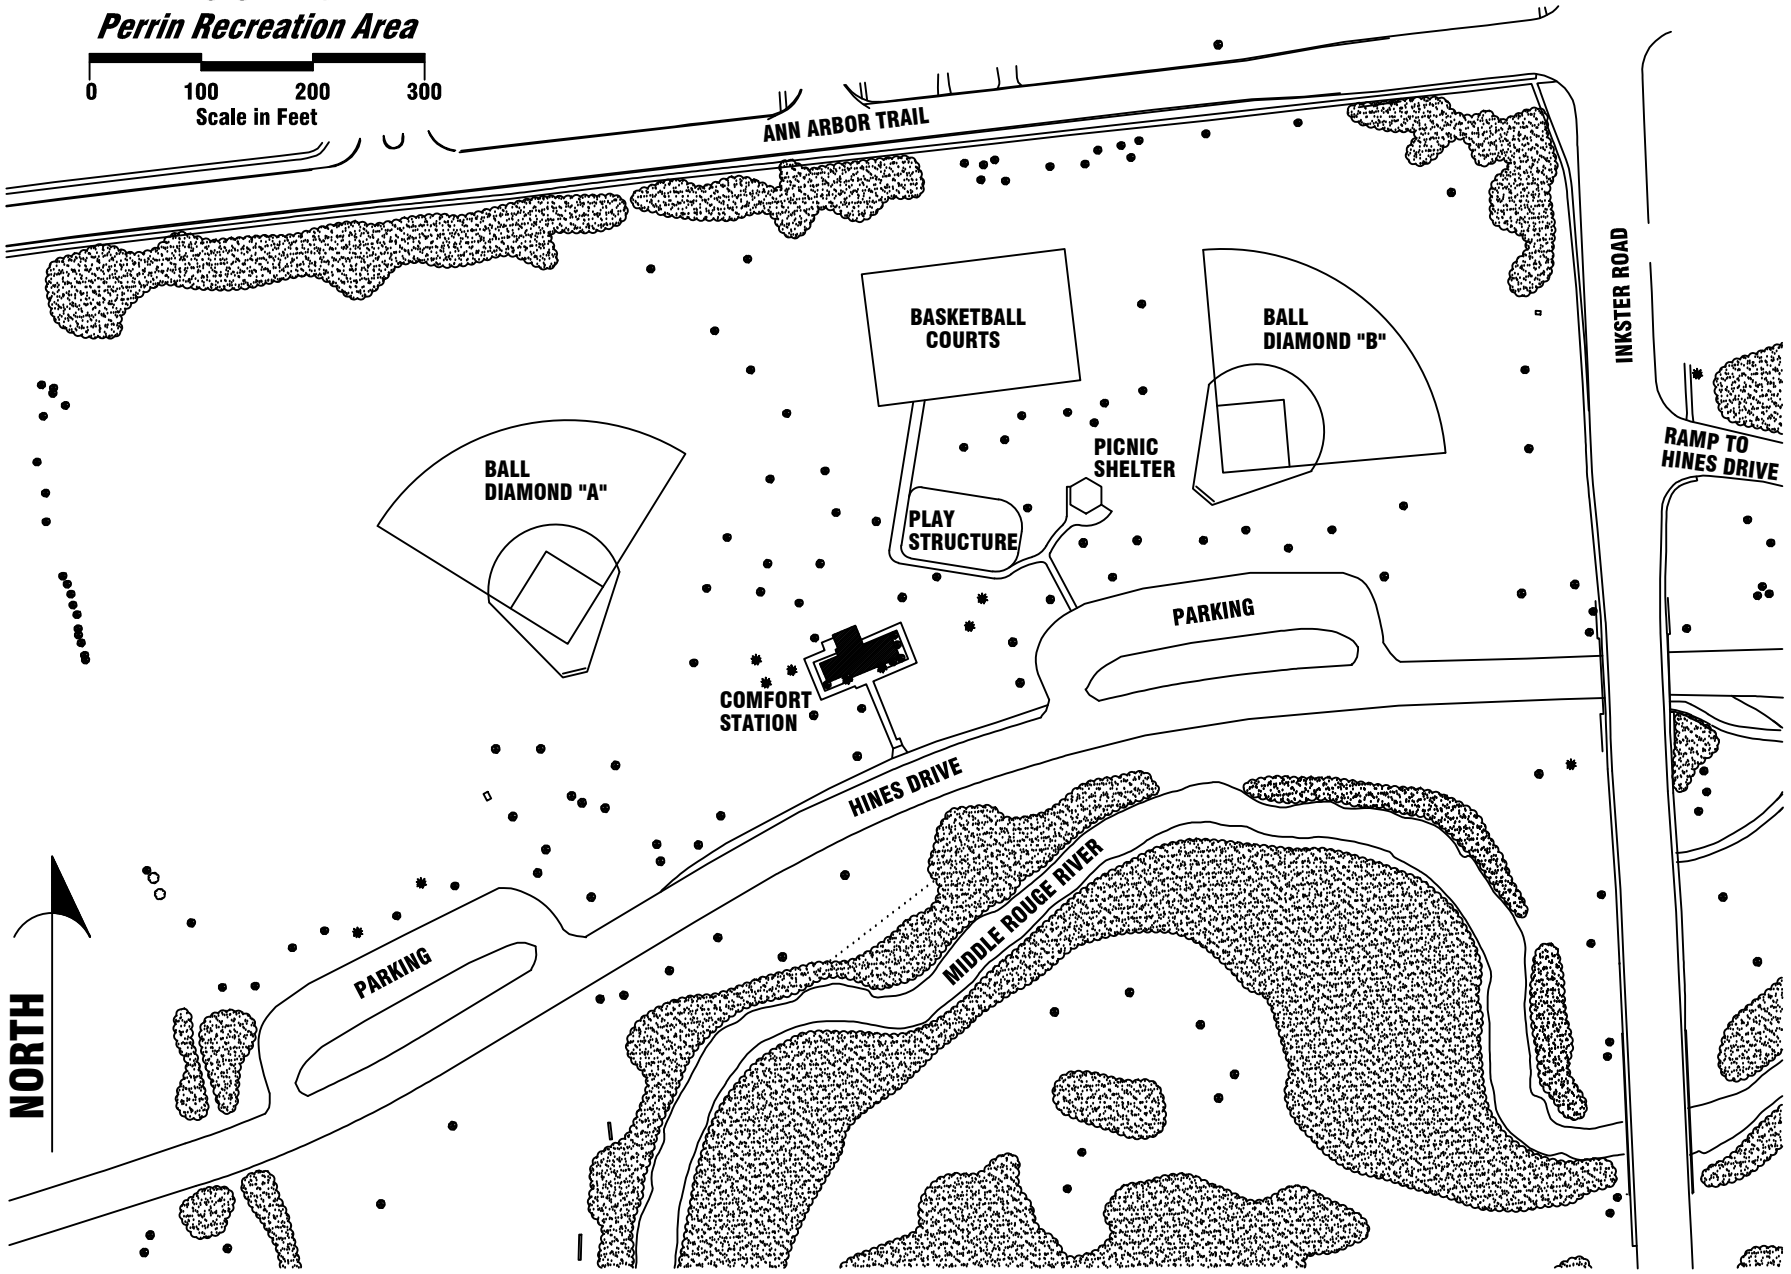 Perrin Recreation Area
0 100 200 300
Scale in Feet
ANN ARBOR TRAIL
INKSTER ROAD
BASKETBALL
COURTS
BALL
DIAMOND "B"
RAMP TO
HINES DRIVE
PICNIC
SHELTER
BALL
DIAMOND "A"
PLAY
STRUCTURE
PARKING
COMFORT
STATION
HINES DRIVE
MIDDLE ROUGE RIVER
PARKING
NORTH